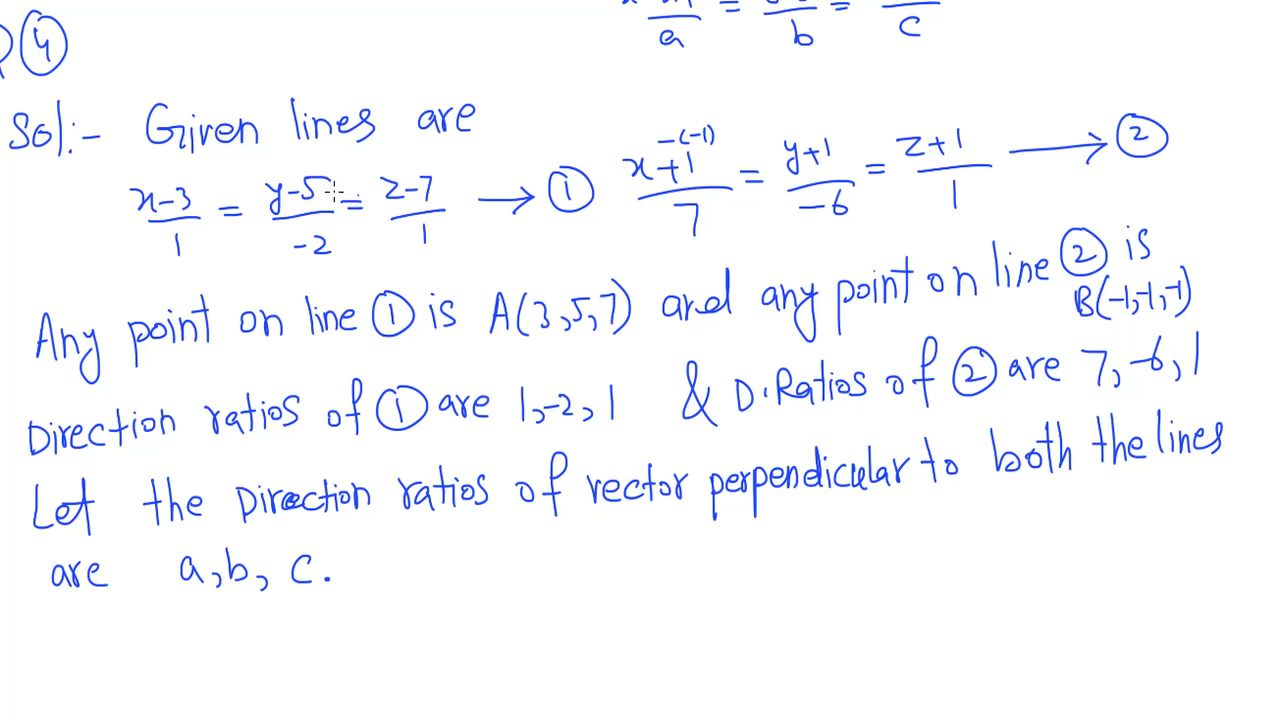 a = b = c
④
Sol:- Given lines are
x-3/1 = y-5/-2 = z-7/1 → ① x+1/7 = y+1/-6 = z+1/1 → ②
-(-1)
Any point on line ① is A(3,5,7) and any point on line ② is
B(-1,-1,-1)
Direction ratios of ① are 1,-2,1 & D.Ratios of ② are 7,-6,1
Let the Direction ratios of vector perpendicular to both the lines
are a,b,c.